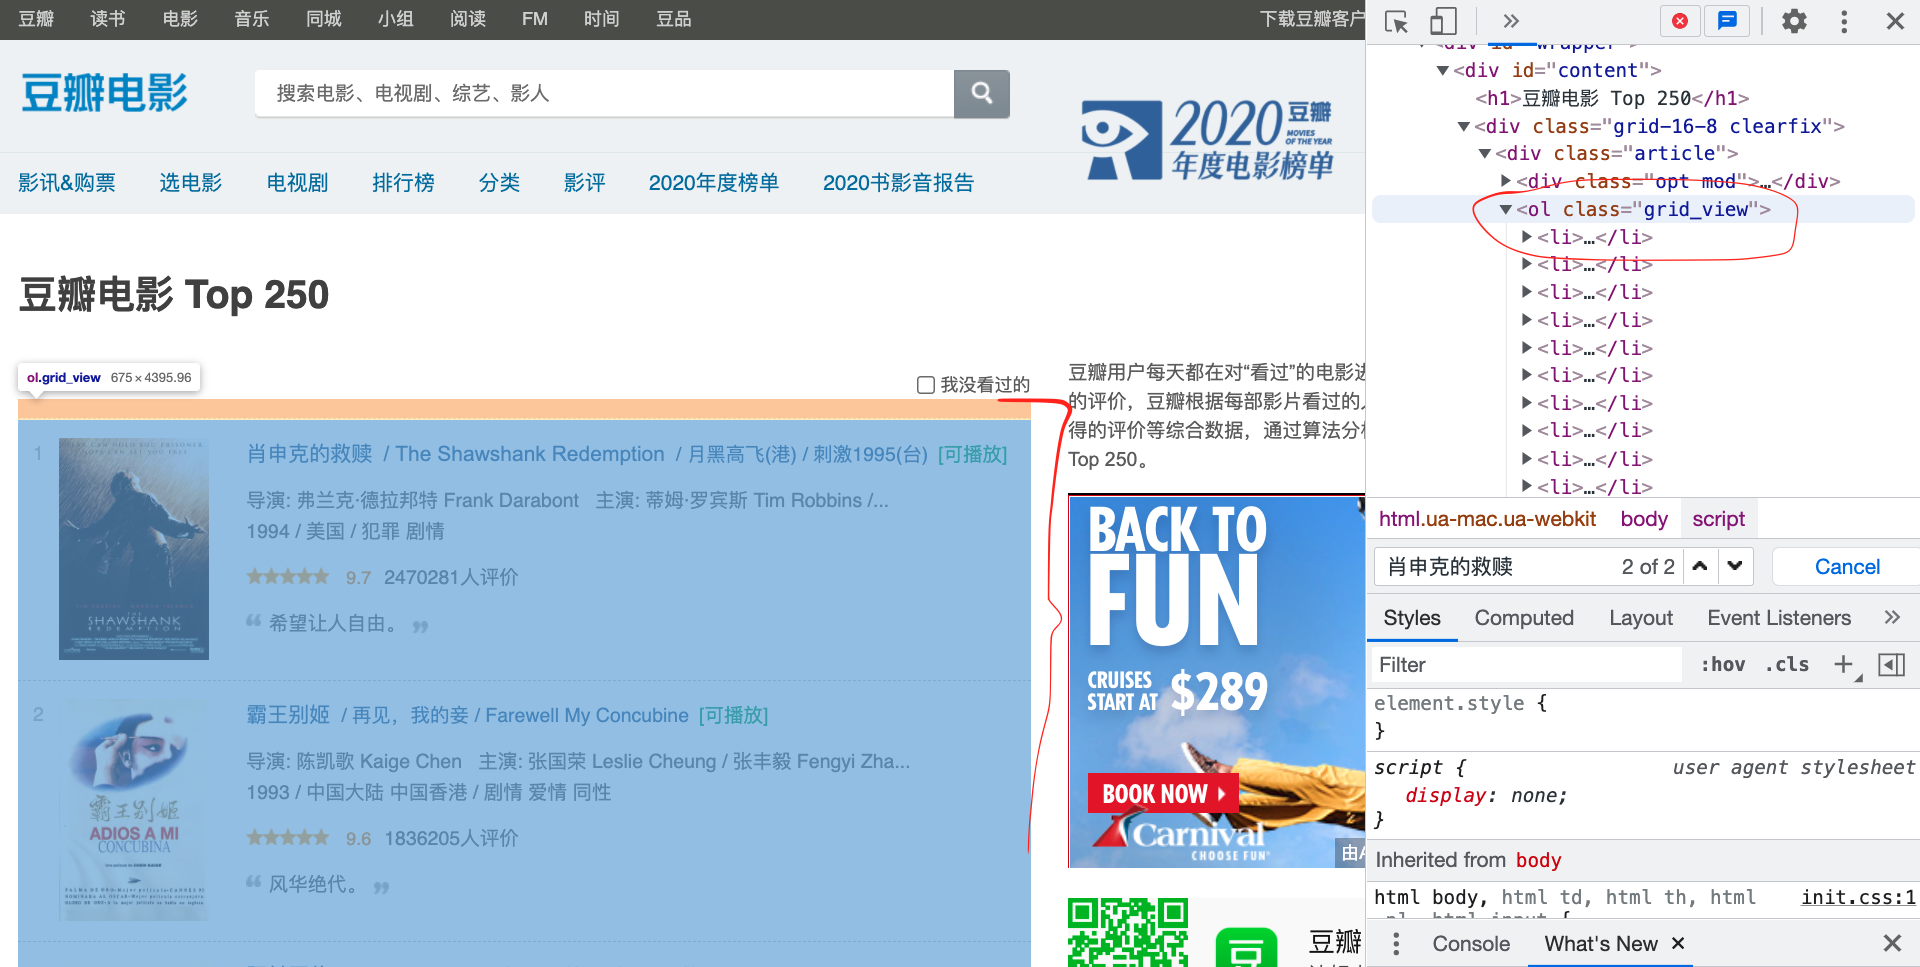 豆瓣 读书 电影 音乐 同城 小组 阅读 FM 时间 豆品 下载豆瓣客户
豆瓣电影
搜索电影、电视剧、综艺、影人
2020 豆瓣
MOVIES
OF THE YEAR
年度电影榜单
影讯&购票 选电影 电视剧 排行榜 分类 影评 2020年度榜单 2020书影音报告
豆瓣电影 Top 250
ol.grid_view 675 × 4395.96
我没看过的
1
肖申克的救赎 / The Shawshank Redemption / 月黑高飞(港) / 刺激1995(台) [可播放]
导演: 弗兰克·德拉邦特 Frank Darabont 主演: 蒂姆·罗宾斯 Tim Robbins /...
1994 / 美国 / 犯罪 剧情
9.7 2470281人评价
“ 希望让人自由。 ”
THE
SHAWSHANK
REDEMPTION
2
霸王别姬 / 再见，我的妾 / Farewell My Concubine [可播放]
导演: 陈凯歌 Kaige Chen 主演: 张国荣 Leslie Cheung / 张丰毅 Fengyi Zha...
1993 / 中国大陆 中国香港 / 剧情 爱情 同性
9.6 1836205人评价
“ 风华绝代。 ”
霸王别姬
ADIOS A MI
CONCUBINA
豆瓣用户每天都在对“看过”的电影进
的评价，豆瓣根据每部影片看过的人
得的评价等综合数据，通过算法分析
Top 250。
BACK TO
FUN
CRUISES
START AT $289
BOOK NOW
Carnival
CHOOSE FUN®
由A
豆
豆瓣
<div id="wrapper">
<div id="content">
<h1>豆瓣电影 Top 250</h1>
<div class="grid-16-8 clearfix">
<div class="article">
<div class="opt mod">…</div>
<ol class="grid_view">
<li>…</li>
<li>…</li>
<li>…</li>
<li>…</li>
<li>…</li>
<li>…</li>
<li>…</li>
<li>…</li>
<li>…</li>
<li>…</li>
html.ua-mac.ua-webkit body script
肖申克的救赎 2 of 2 Cancel
Styles Computed Layout Event Listeners
Filter :hov .cls
element.style {
}
script { user agent stylesheet
display: none;
}
Inherited from body
html body, html td, html th, html init.css:1
Console What's New